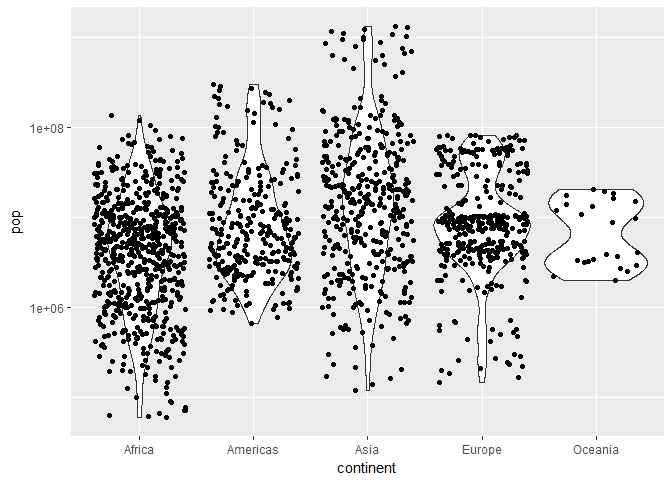 pop
1e+08
1e+06
Africa
Americas
Asia
Europe
Oceania
continent